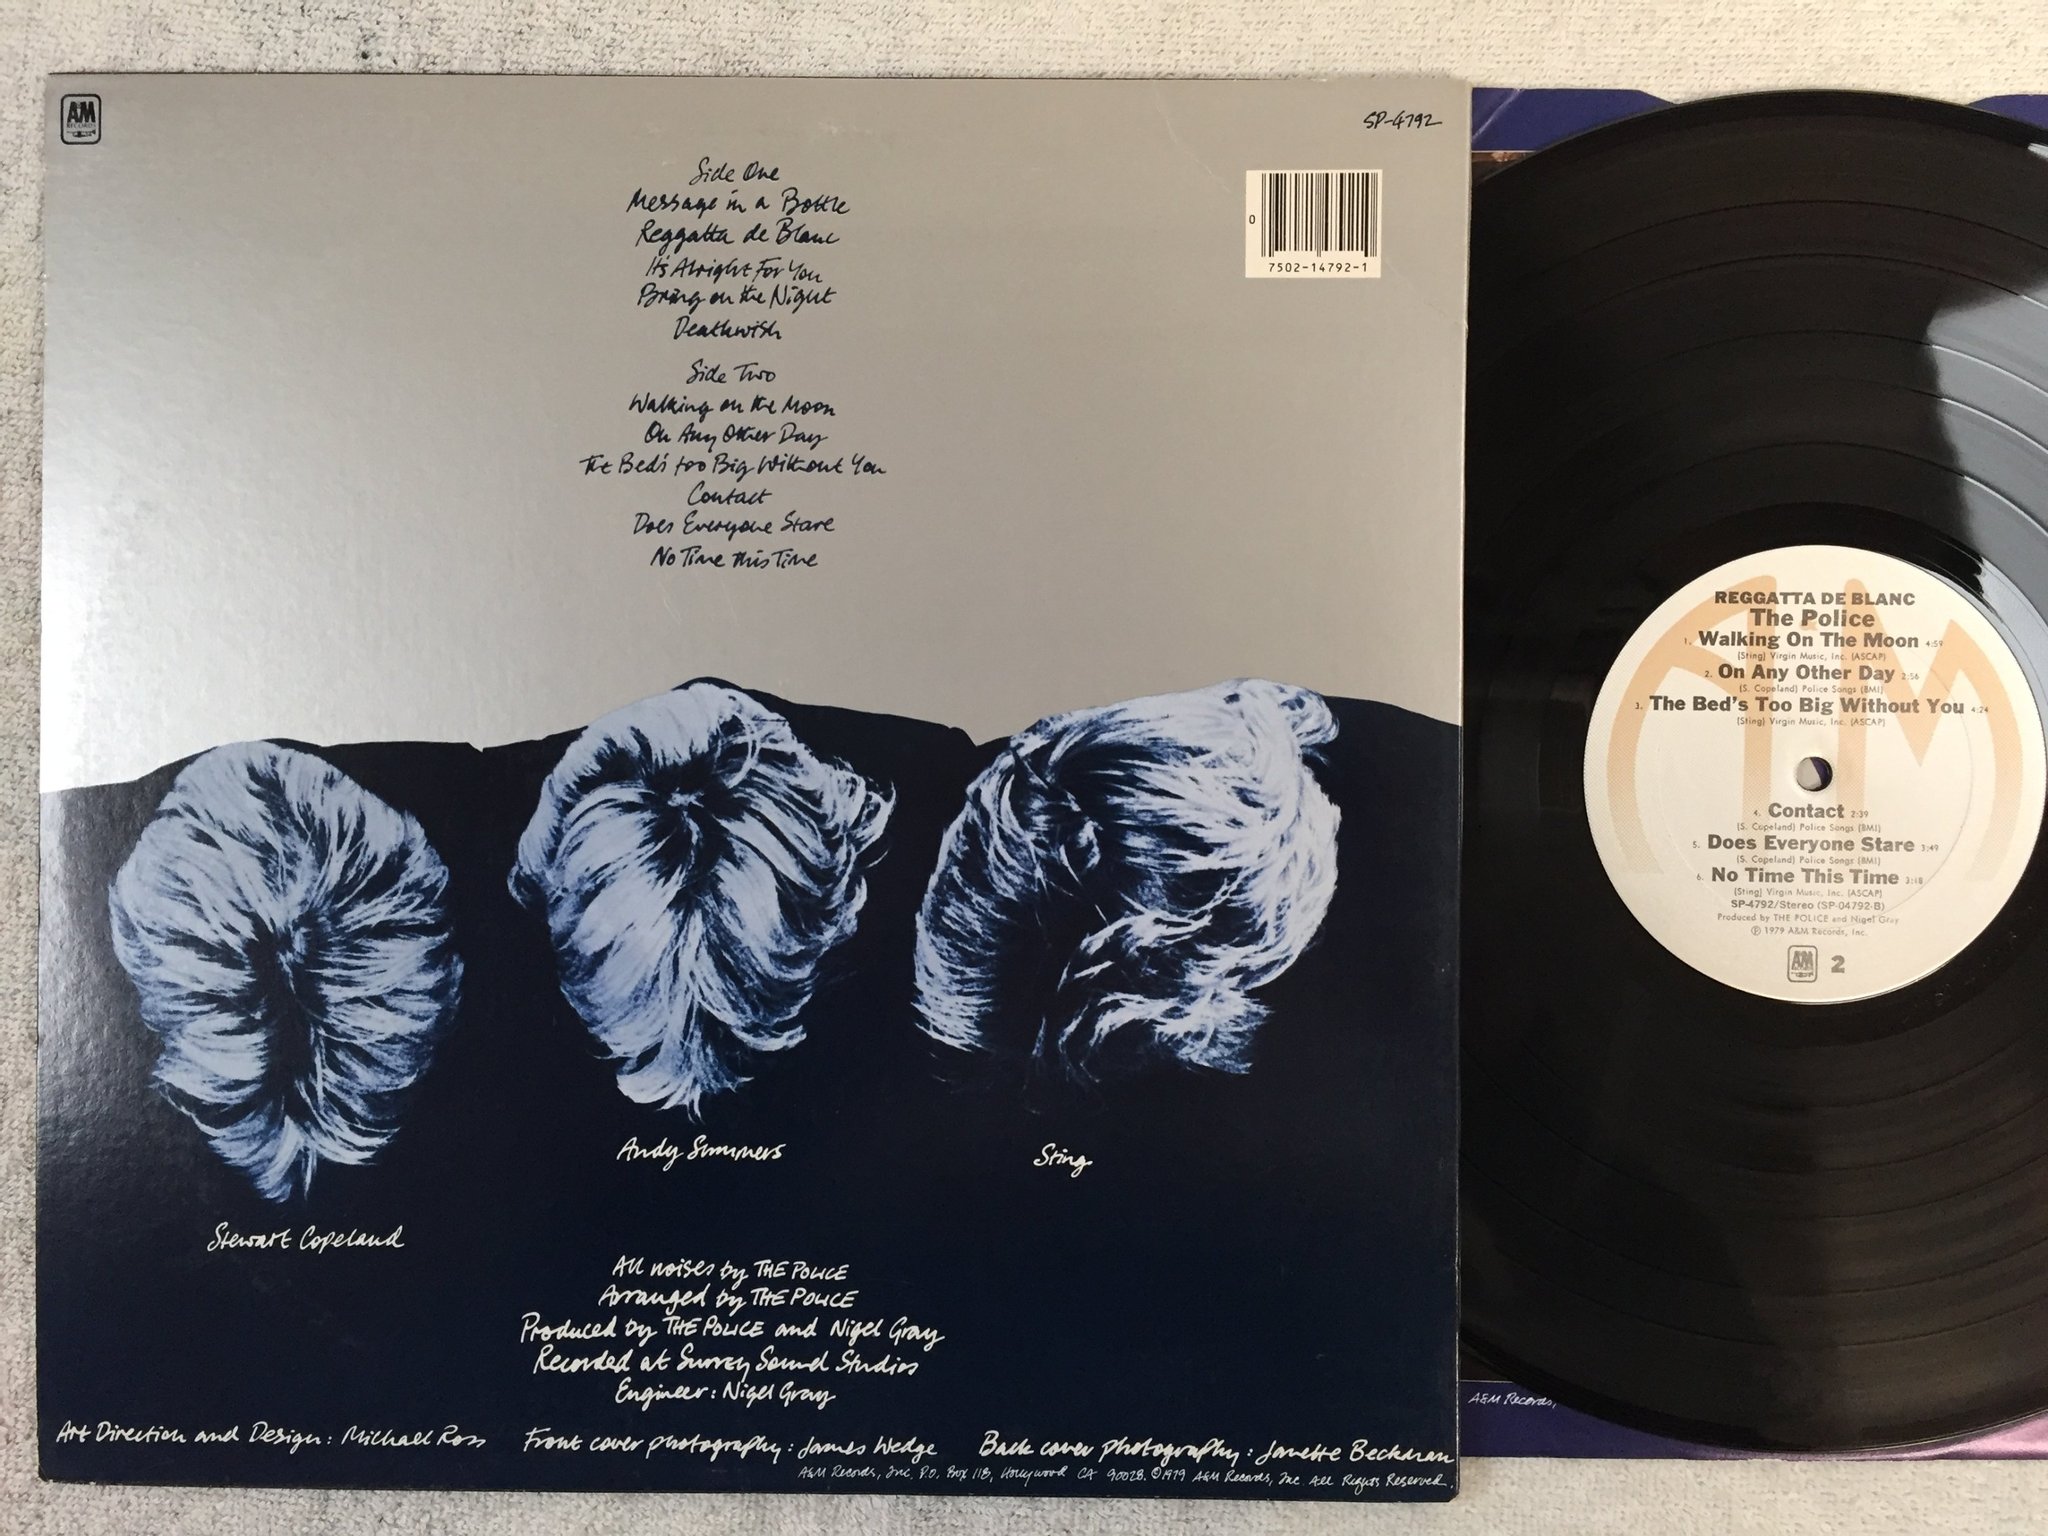 A&M
RECORDS
SP-4792
Side One
Message in a Bottle
Reggatta de Blanc
It's Alright For You
Bring on the Night
Deathwish
Side Two
Walking on the Moon
On Any Other Day
The Bed's too Big Without You
Contact
Does Everyone Stare
No Time this Time
0
7502-14792-1
Stewart Copeland
Andy Summers
Sting
All noises by THE POLICE
Arranged by THE POLICE
Produced by THE POLICE and Nigel Gray
Recorded at Surrey Sound Studios
Engineer: Nigel Gray
Art Direction and Design: Michael Ross
Front cover photography: James Wedge
Back cover photography: Janette Beckman
A&M Records, Inc. P.O. Box 118, Hollywood CA 90028. ©1979 A&M Records, Inc. All Rights Reserved.
REGGATTA DE BLANC
The Police
1. Walking On The Moon 4:59
(Sting) Virgin Music, Inc. (ASCAP)
2. On Any Other Day 2:56
(S. Copeland) Police Songs (BMI)
3. The Bed's Too Big Without You 4:24
(Sting) Virgin Music, Inc. (ASCAP)
4. Contact 2:39
(S. Copeland) Police Songs (BMI)
5. Does Everyone Stare 3:49
(S. Copeland) Police Songs (BMI)
6. No Time This Time 3:18
(Sting) Virgin Music, Inc. (ASCAP)
SP-4792/Stereo (SP-04792-B)
Produced by THE POLICE and Nigel Gray
℗ 1979 A&M Records, Inc.
A&M 2
A&M Records,